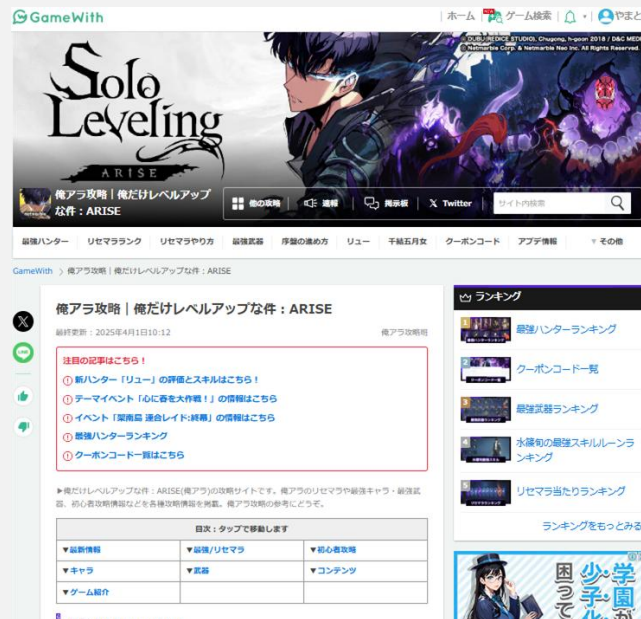 GameWith
ホーム
NEW
ゲーム検索
やまと
© DUBU(REDICE STUDIO), Chugong, h-goon 2018 / D&C MEDI
© Netmarble Corp. & Netmarble Neo Inc. All Rights Reserved.
Solo
Leveling
ARISE
俺アラ攻略|俺だけレベルアップ
な件:ARISE
他の攻略
速報
掲示板
Twitter
サイト内検索
最強ハンター
リセマラランク
リセマラやり方
最強武器
序盤の進め方
リュー
干紙五月女
クーポンコード
アプデ情報
▼ その他
GameWith > 俺アラ攻略|俺だけレベルアップな件:ARISE
俺アラ攻略|俺だけレベルアップな件:ARISE
最終更新:2025年4月1日10:12
俺アラ攻略班
注目の記事はこちら!
新ハンター「リュー」の評価とスキルはこちら!
テーマイベント「心に春を大作戦!」の情報はこちら
イベント「架南島 連合レイド:終幕」の情報はこちら
最強ハンターランキング
クーポンコード一覧はこちら
▶俺だけレベルアップな件:ARISE(俺アラ)の攻略サイトです。俺アラのリセマラや最強キャラ・最強武
器、初心者攻略情報などを各種攻略情報を掲載。俺アラ攻略の参考にどうぞ。
目次:タップで移動します
▼最新情報
▼最強/リセマラ
▼初心者攻略
▼キャラ
▼武器
▼コンテンツ
▼ゲーム紹介
LINE
ランキング
1
最強ハンターランキング
2
クーポンコード一覧
3
最強武器ランキング
4
水篠旬の最強スキルルーンラ
ンキング
5
リセマラ当たりランキング
ランキングをもっとみる
学園が
少子化
困って